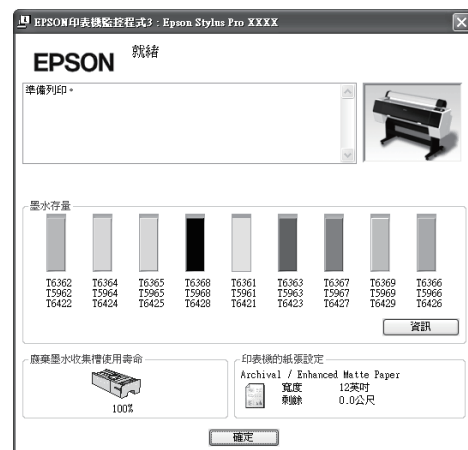 EPSON印表機監控程式3 : Epson Stylus Pro XXXX
EPSON
就緒
準備列印。
墨水存量
T6362 T6364 T6365 T6368 T6361 T6363 T6367 T6369 T6366
T5962 T5964 T5965 T5968 T5961 T5963 T5967 T5969 T5966
T6422 T6424 T6425 T6428 T6421 T6423 T6427 T6429 T6426
資訊
廢棄墨水收集槽使用壽命
100%
印表機的紙張設定
Archival / Enhanced Matte Paper
寬度 12英吋
剩餘 0.0公尺
確定